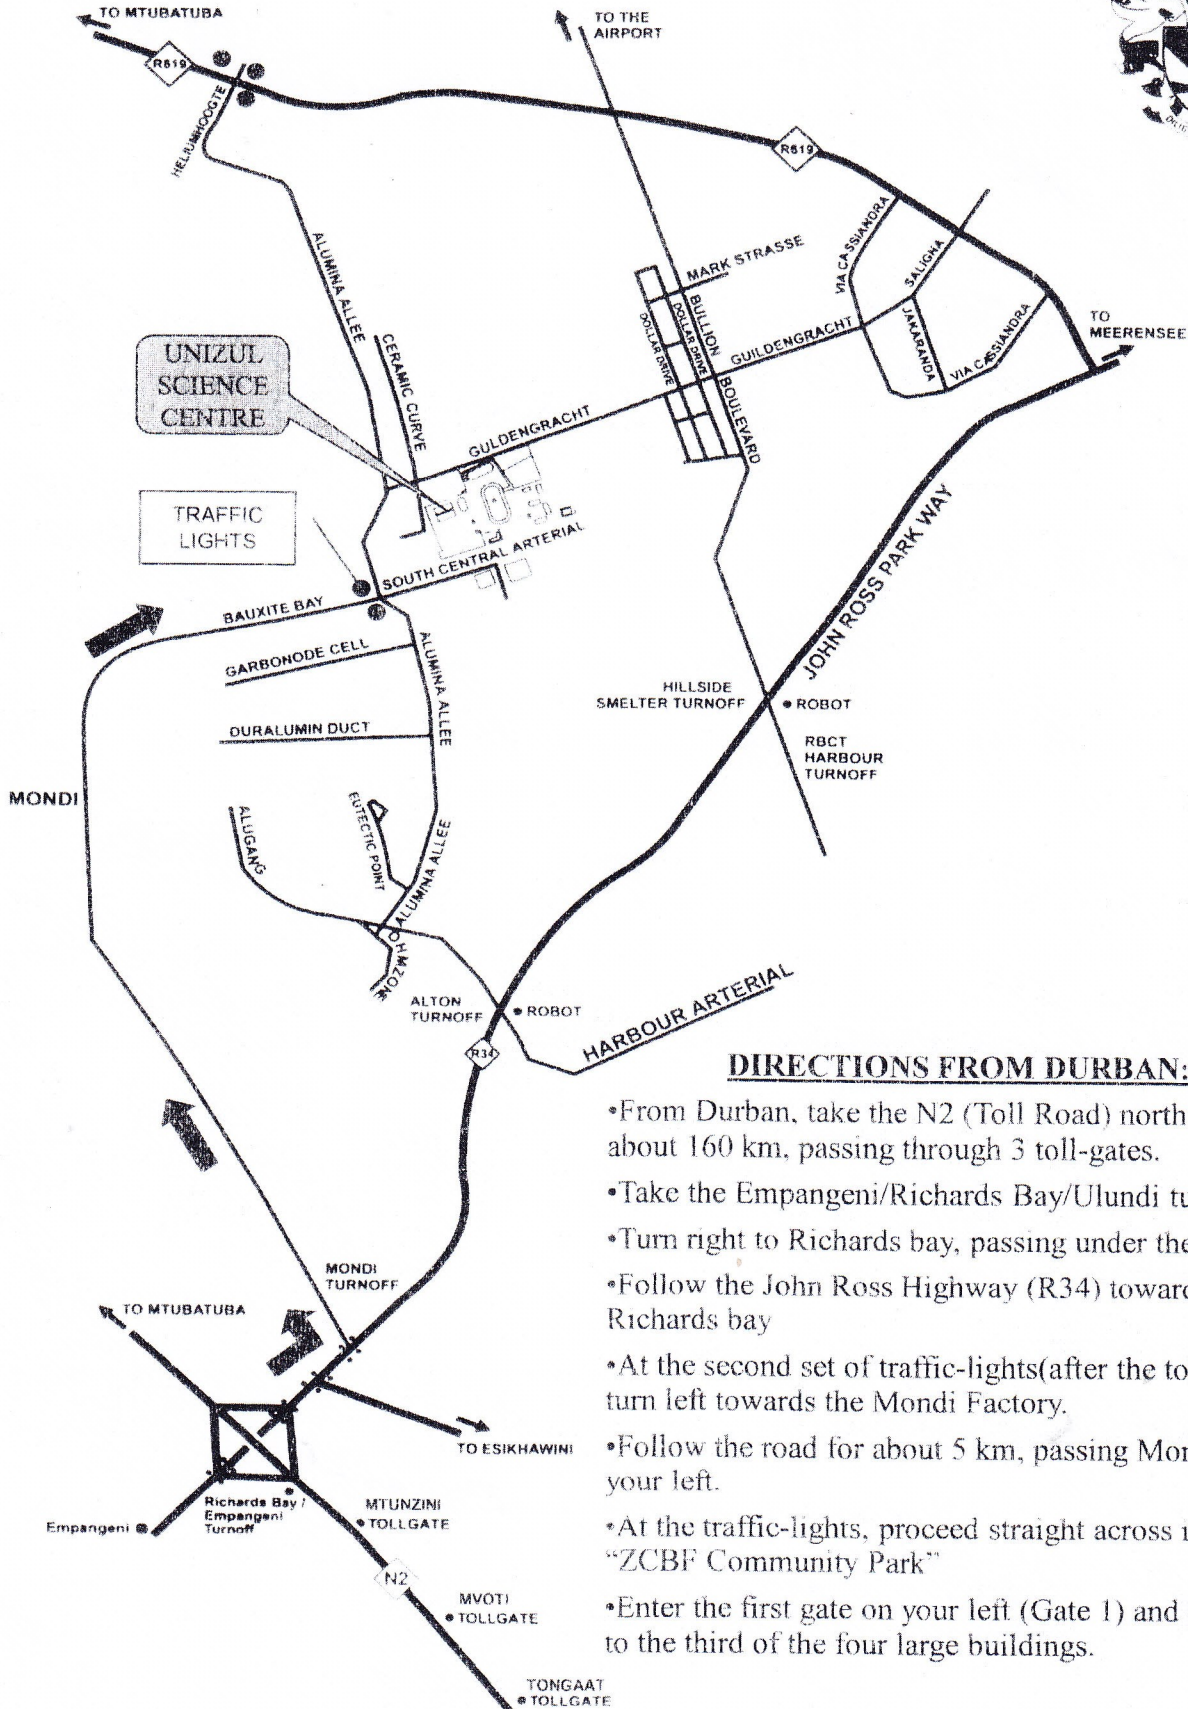 TO MTUBATUBA
TO THE
AIRPORT
R619
HELIUMHOOGTE
R619
ALUMINA ALLEE
MARK STRASSE
VIA CASSIANDRA
SALIGNA
BULLION
BOULEVARD
DOLLAR DRIVE
DOLLAR DRIVE
GUILDENGRACHT
JAKARANDA
VIA CASSIANDRA
TO
MEERENSEE
UNIZUL
SCIENCE
CENTRE
CERAMIC CURVE
GULDENGRACHT
TRAFFIC
LIGHTS
SOUTH CENTRAL ARTERIAL
BAUXITE BAY
JOHN ROSS PARK WAY
GARBONODE CELL
ALUMINA ALLEE
HILLSIDE
SMELTER TURNOFF
ROBOT
DURALUMIN DUCT
RBCT
HARBOUR
TURNOFF
MONDI
ALUGANG
EUTECTIC POINT
ALUMINA ALLEE
ALTON
TURNOFF
ROBOT
HARBOUR ARTERIAL
R34
DIRECTIONS FROM DURBAN:
•From Durban, take the N2 (Toll Road) north
about 160 km, passing through 3 toll-gates.
•Take the Empangeni/Richards Bay/Ulundi
•Turn right to Richards bay, passing under the
•Follow the John Ross Highway (R34)
Richards bay
•At the second set of traffic-lights(after the
turn left towards the Mondi Factory.
•Follow the road for about 5 km, passing
your left.
•At the traffic-lights, proceed straight across
“ZCBF Community Park”
•Enter the first gate on your left (Gate 1) and
to the third of the four large buildings.
MONDI
TURNOFF
TO MTUBATUBA
TO ESIKHAWINI
Richards Bay /
Empangeni
Turnoff
Empangeni
MTUNZINI
TOLLGATE
N2
MVOTI
TOLLGATE
TONGAAT
TOLLGATE